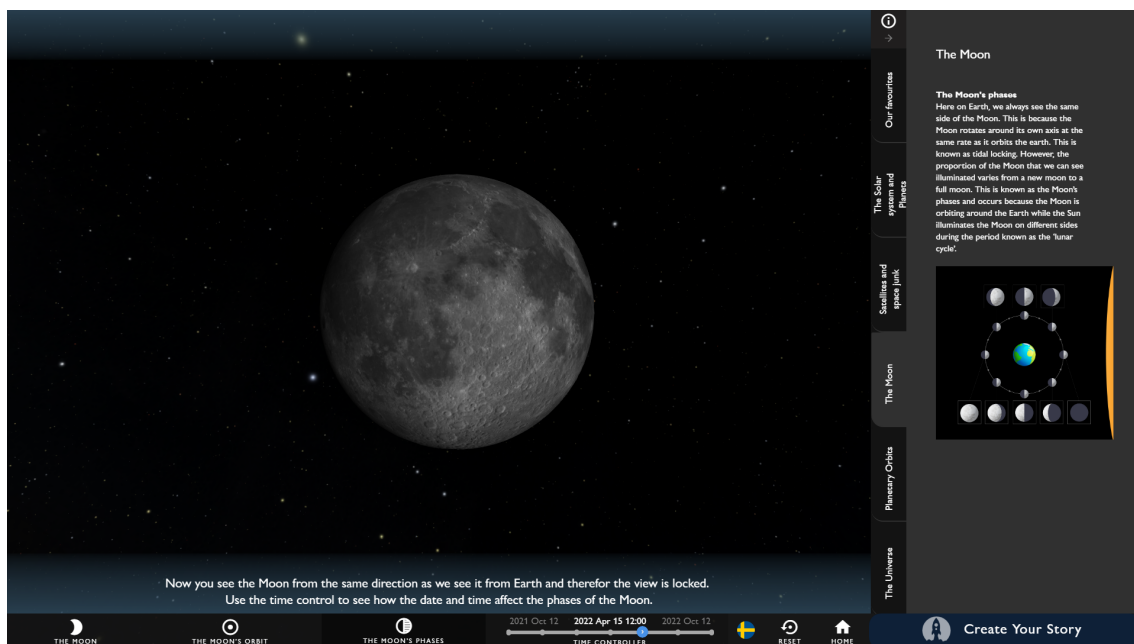 The Moon
The Moon's phases
Here on Earth, we always see the same
side of the Moon. This is because the
Moon rotates around its own axis at the
same rate as it orbits the earth. This is
known as tidal locking. However, the
proportion of the Moon that we can see
illuminated varies from a new moon to a
full moon. This is known as the Moon's
phases and occurs because the Moon is
orbiting around the Earth while the Sun
illuminates the Moon on different sides
during the period known as the 'lunar
cycle'.
Our favourites
The Solar
system and
Planets
Satellites and
space junk
The Moon
Planetary Orbits
The Universe
Now you see the Moon from the same direction as we see it from Earth and therefor the view is locked.
Use the time control to see how the date and time affect the phases of the Moon.
THE MOON
THE MOON'S ORBIT
THE MOON'S PHASES
2021 Oct 12 2022 Apr 15 12:00 2022 Oct 12
TIME CONTROLLER
RESET
HOME
Create Your Story